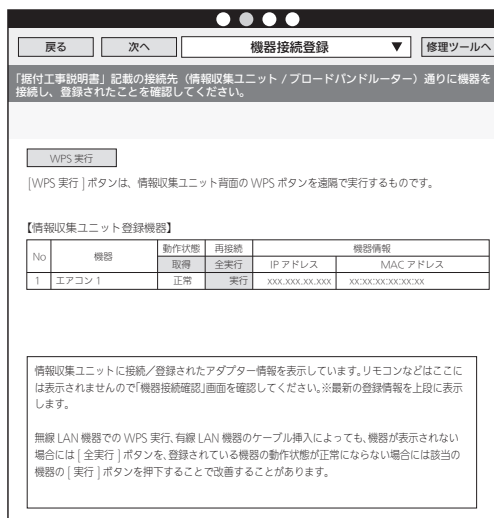 戻る 次へ 機器接続登録 ▼ 修理ツールへ
「据付工事説明書」記載の接続先（情報収集ユニット / ブロードバンドルーター）通りに機器を
接続し、登録されたことを確認してください。
WPS 実行
[WPS 実行 ] ボタンは、情報収集ユニット背面の WPS ボタンを遠隔で実行するものです。
【情報収集ユニット登録機器】
No 機器 動作状態 再接続 機器情報
取得 全実行 IP アドレス MAC アドレス
1 エアコン 1 正常 実行 xxx.xxx.xx.xxx xx:xx:xx:xx:xx:xx
情報収集ユニットに接続／登録されたアダプター情報を表示しています。リモコンなどはここに
は表示されませんので「機器接続確認」画面を確認してください。※最新の登録情報を上段に表示
します。
無線 LAN 機器での WPS 実行、有線 LAN 機器のケーブル挿入によっても、機器が表示されない
場合には [ 全実行 ] ボタンを、登録されている機器の動作状態が正常にならない場合には該当の
機器の [ 実行 ] ボタンを押下することで改善することがあります。